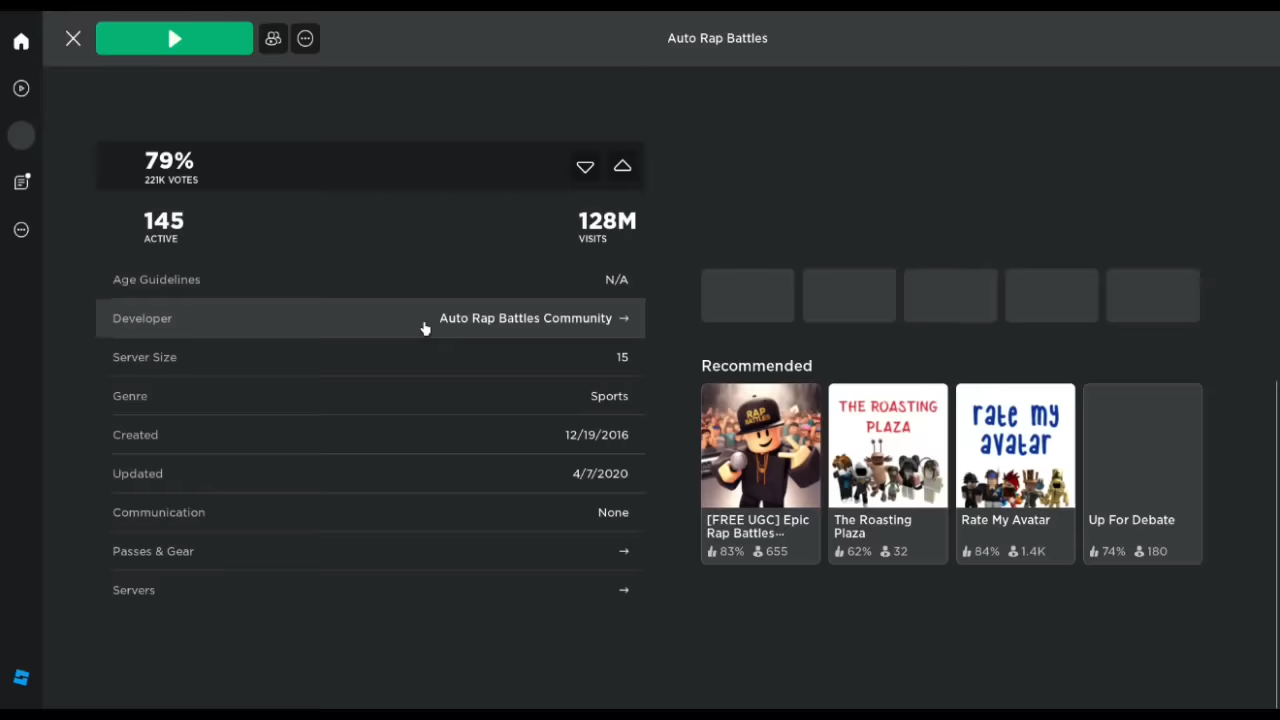 Auto Rap Battles
79%
221K VOTES
145
ACTIVE
128M
VISITS
Age Guidelines N/A
Developer Auto Rap Battles Community →
Server Size 15
Genre Sports
Created 12/19/2016
Updated 4/7/2020
Communication None
Passes & Gear →
Servers →
Recommended
RAP
BATTLES
THE ROASTING
PLAZA
rate my
avatar
[FREE UGC] Epic
Rap Battles...
83% 655
The Roasting
Plaza
62% 32
Rate My Avatar
84% 1.4K
Up For Debate
74% 180